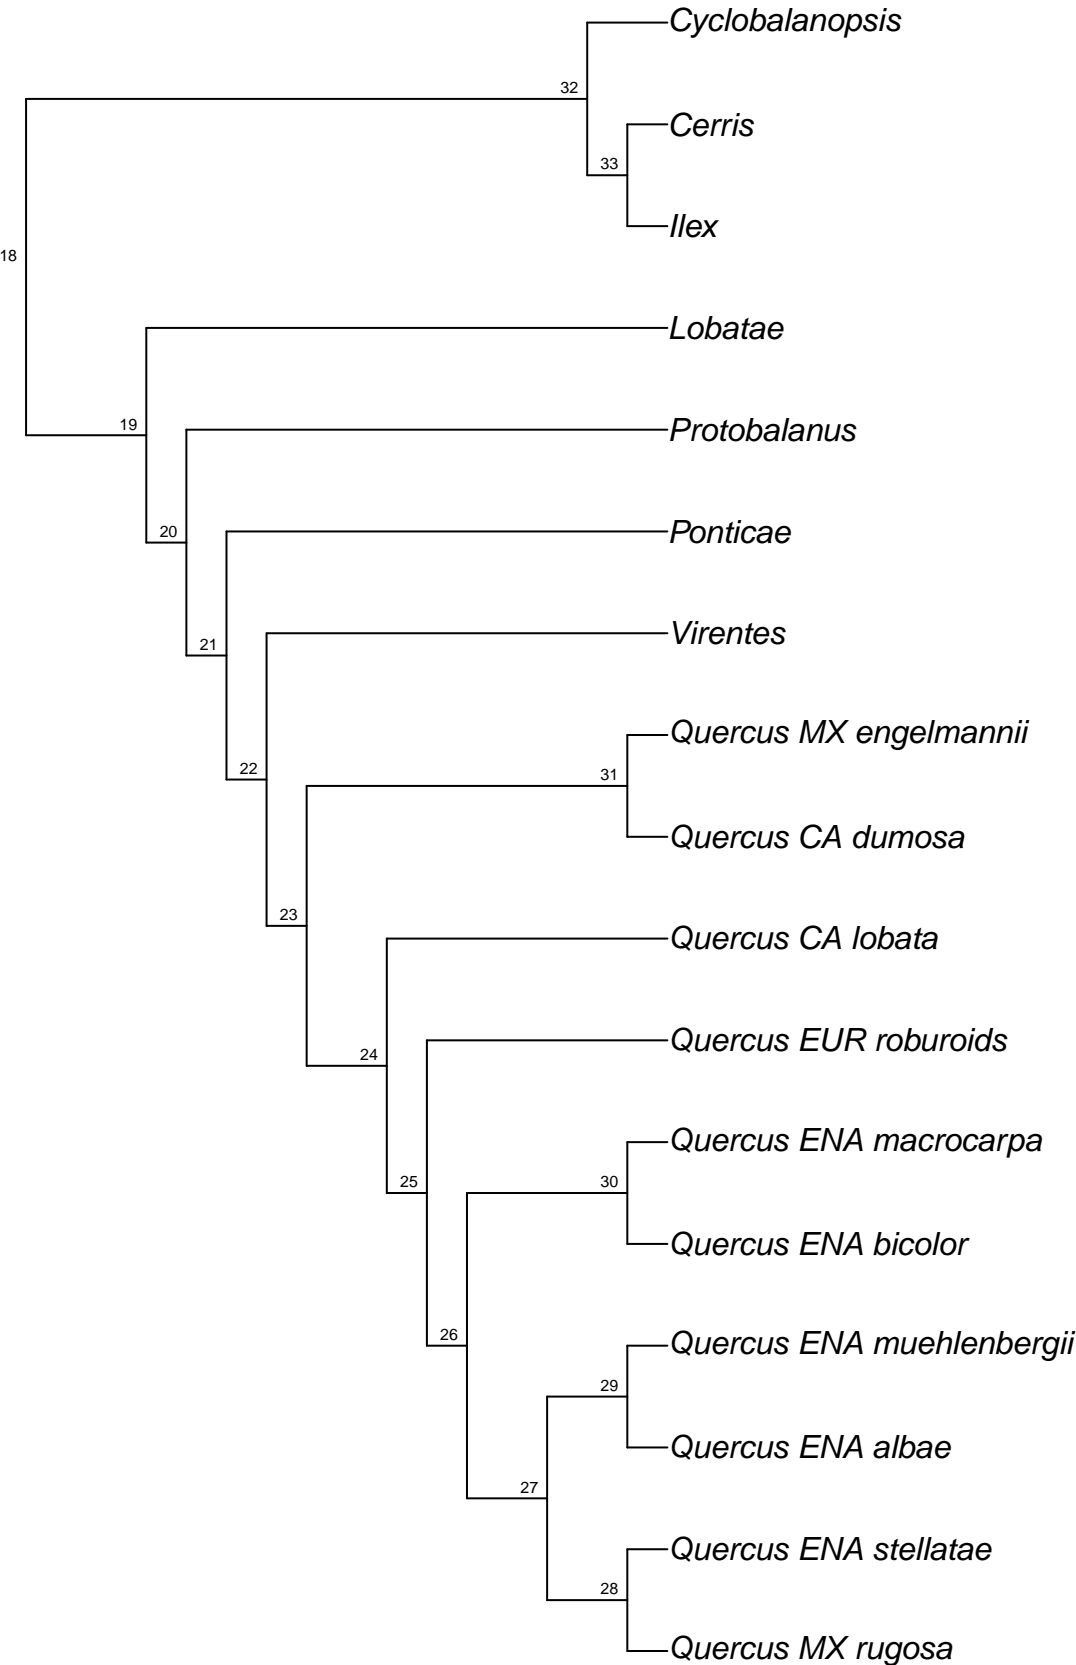 Cyclobalanopsis
32
Cerris
33
Ilex
18
Lobatae
19
Protobalanus
20
Ponticae
21
Virentes
22
Quercus MX engelmannii
31
Quercus CA dumosa
23
Quercus CA lobata
24
Quercus EUR roburoids
25
Quercus ENA macrocarpa
30
Quercus ENA bicolor
26
Quercus ENA muehlenbergii
29
Quercus ENA albae
27
Quercus ENA stellatae
28
Quercus MX rugosa